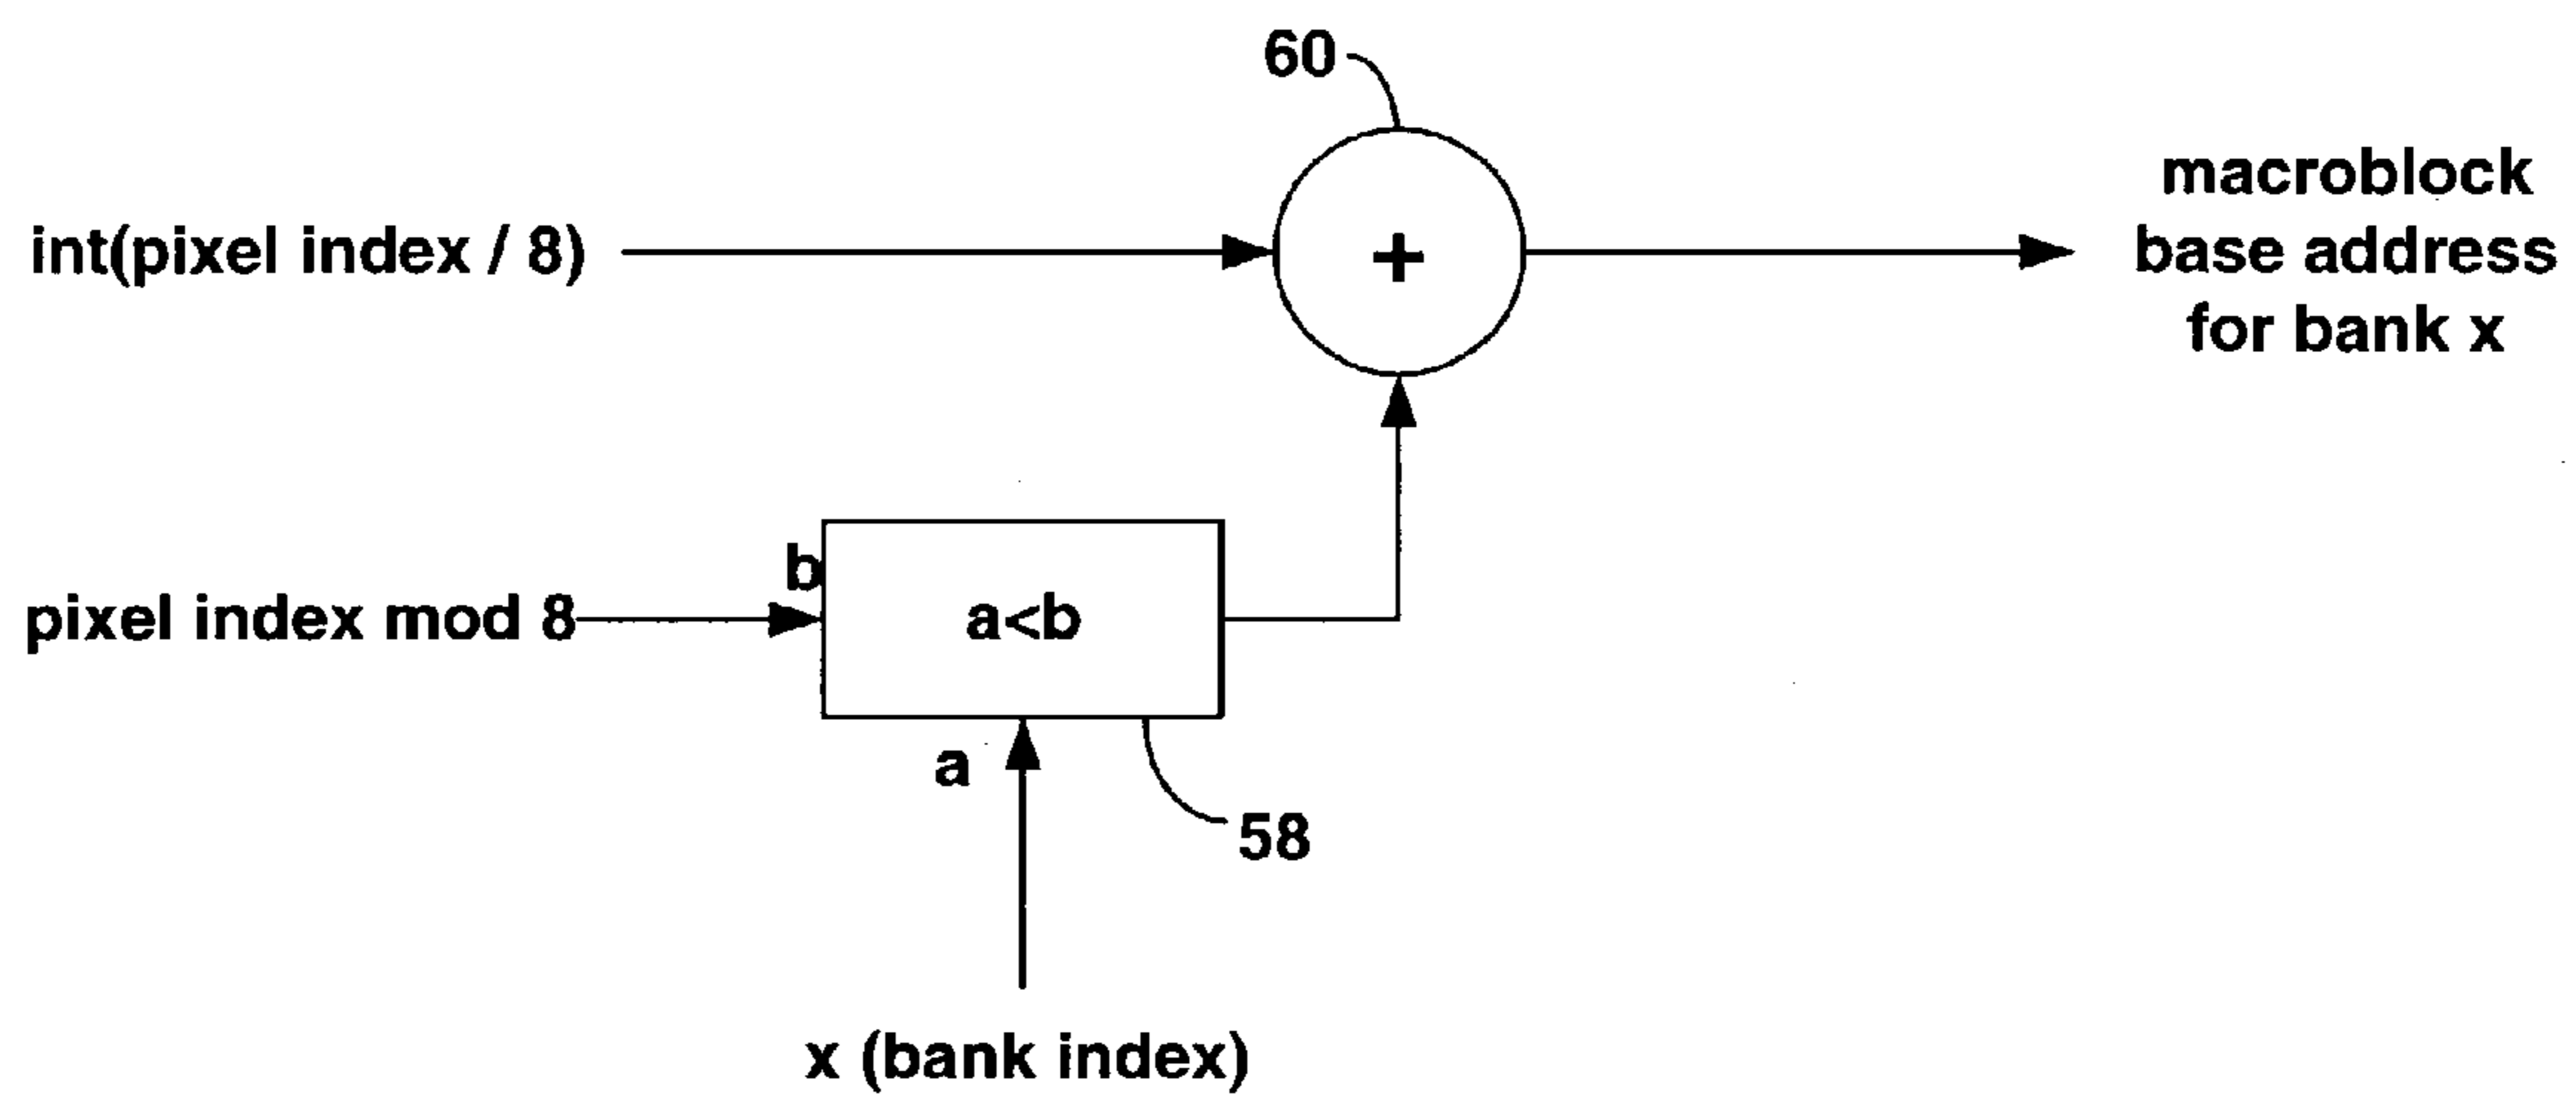 60
macroblock
int(pixel index / 8)
+
base address
for bank x
b
pixel index mod 8
a<b
a
58
x (bank index)